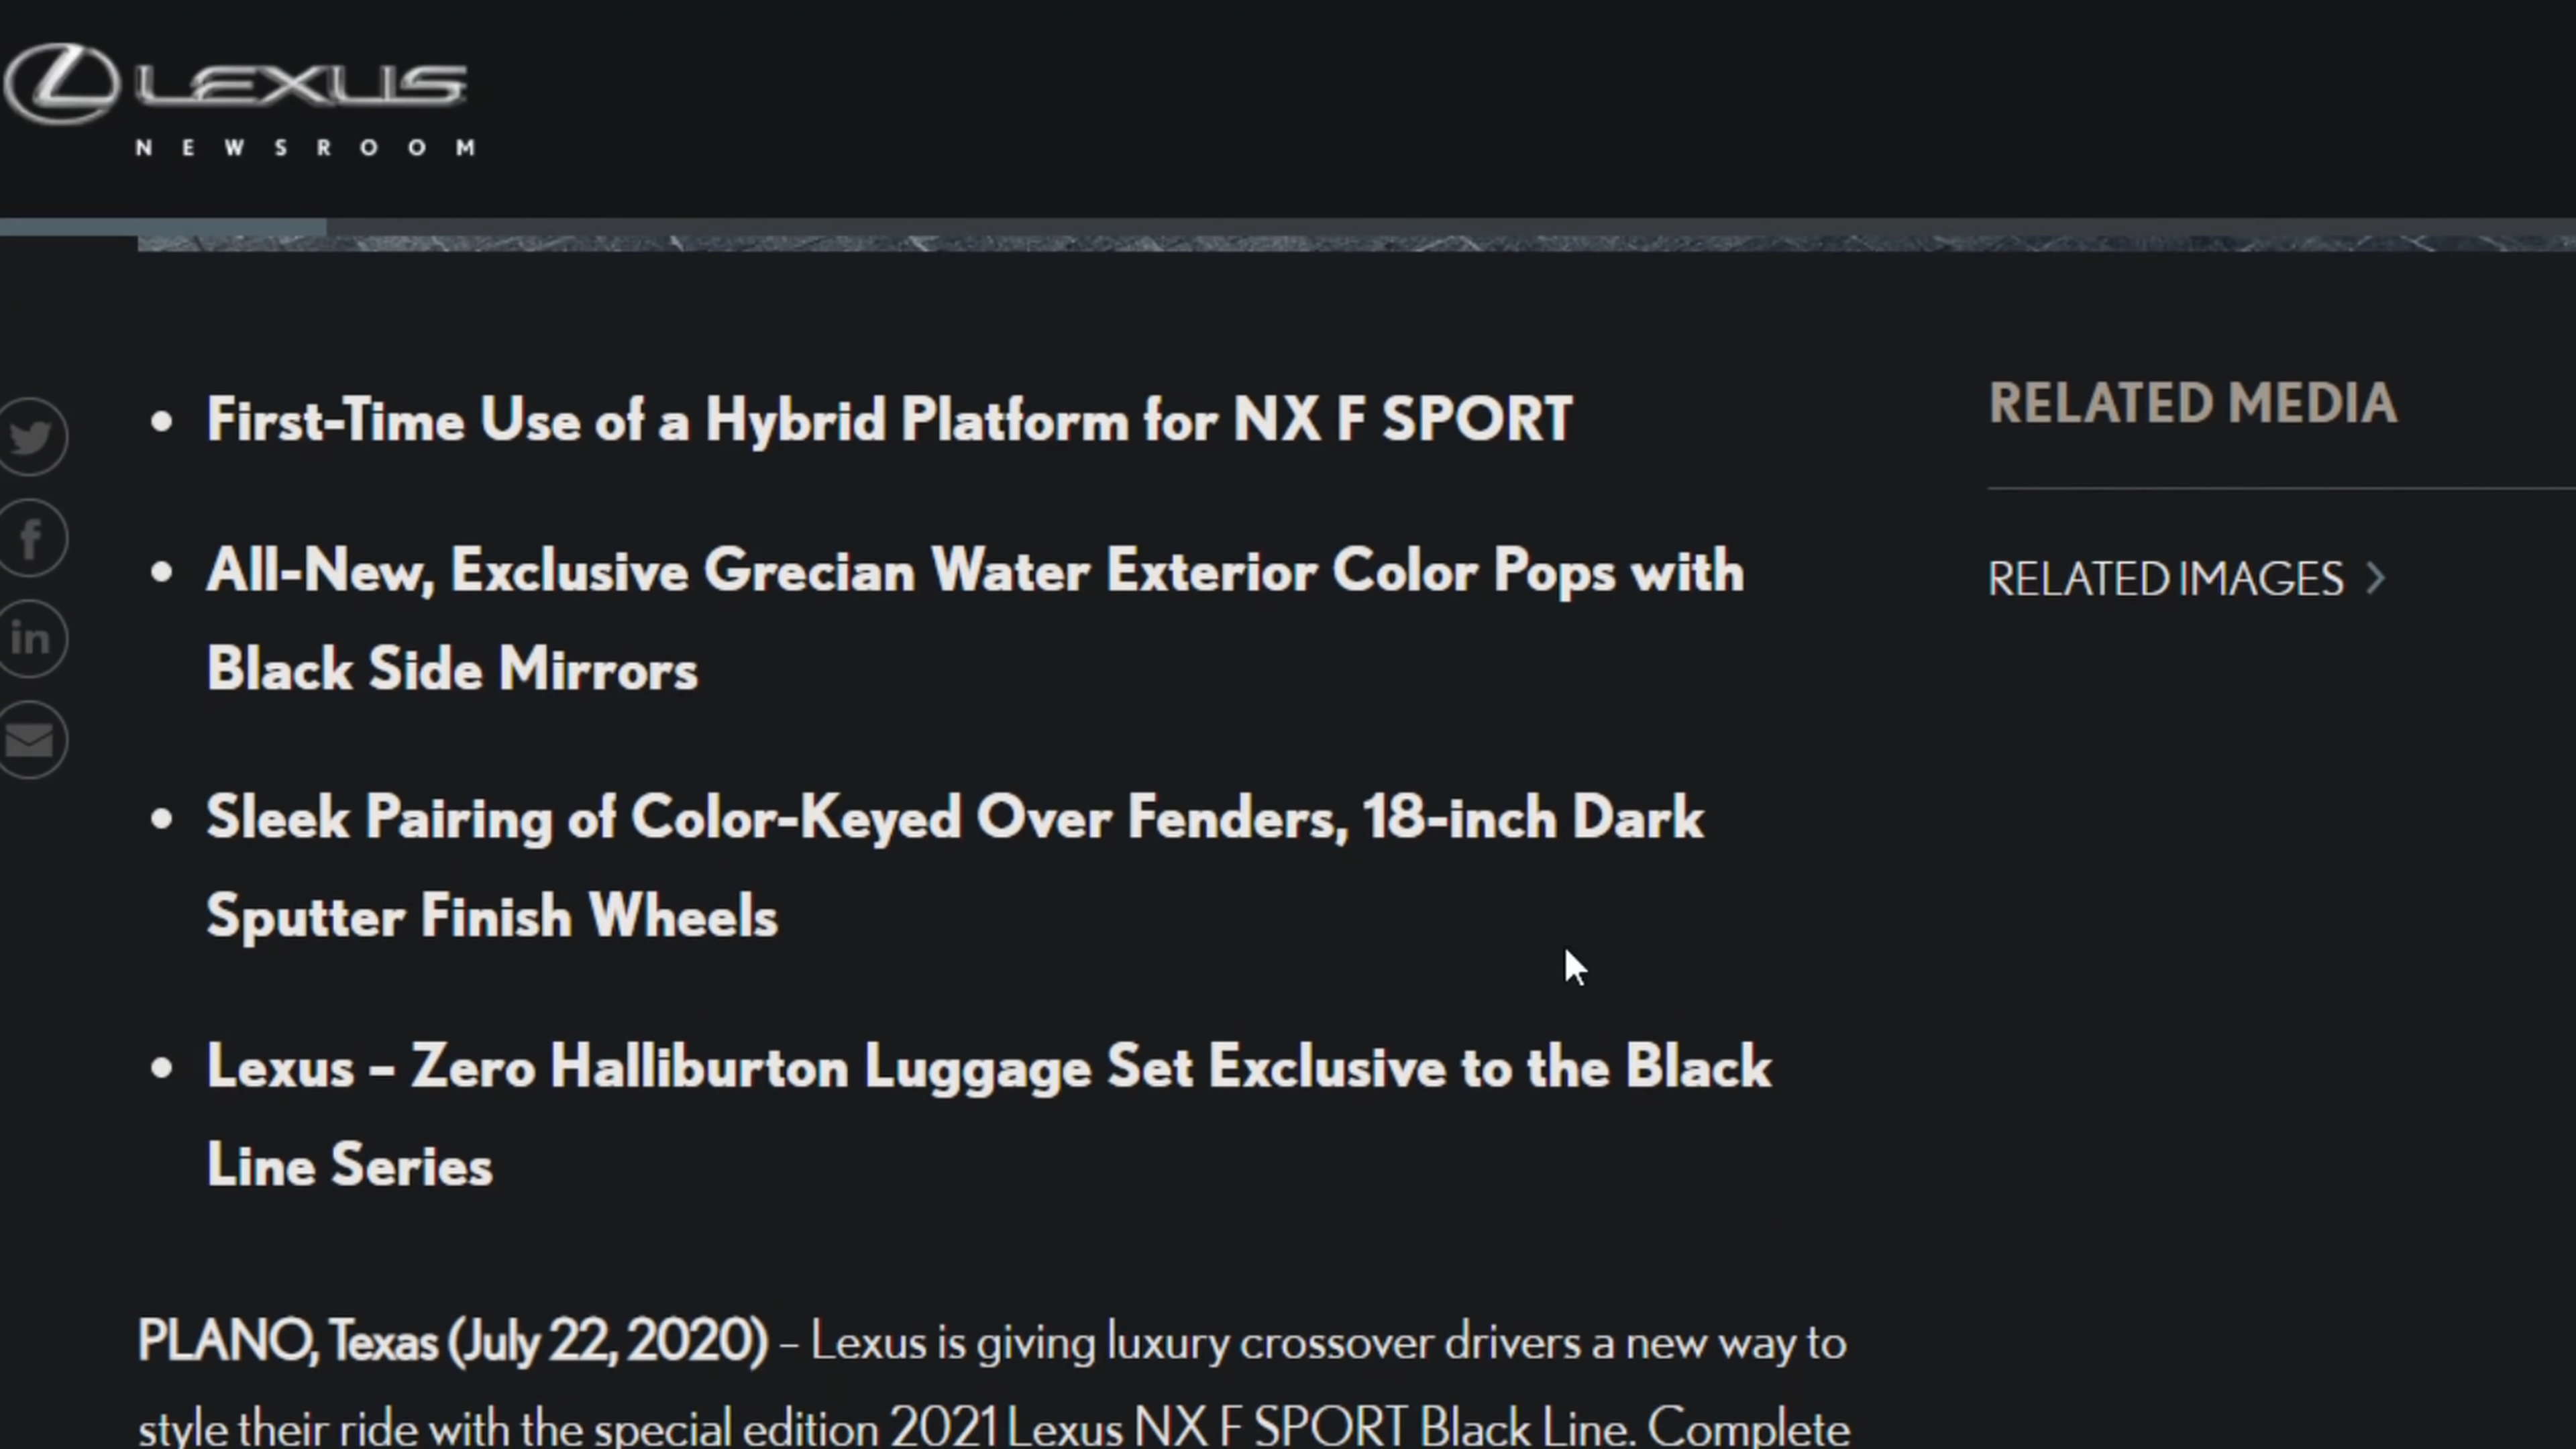 LEXUS
NEWSROOM
First-Time Use of a Hybrid Platform for NX F SPORT
All-New, Exclusive Grecian Water Exterior Color Pops with
Black Side Mirrors
Sleek Pairing of Color-Keyed Over Fenders, 18-inch Dark
Sputter Finish Wheels
Lexus – Zero Halliburton Luggage Set Exclusive to the Black
Line Series
PLANO, Texas (July 22, 2020) – Lexus is giving luxury crossover drivers a new way to
style their ride with the special edition 2021 Lexus NX F SPORT Black Line. Complete
RELATED MEDIA
RELATED IMAGES >